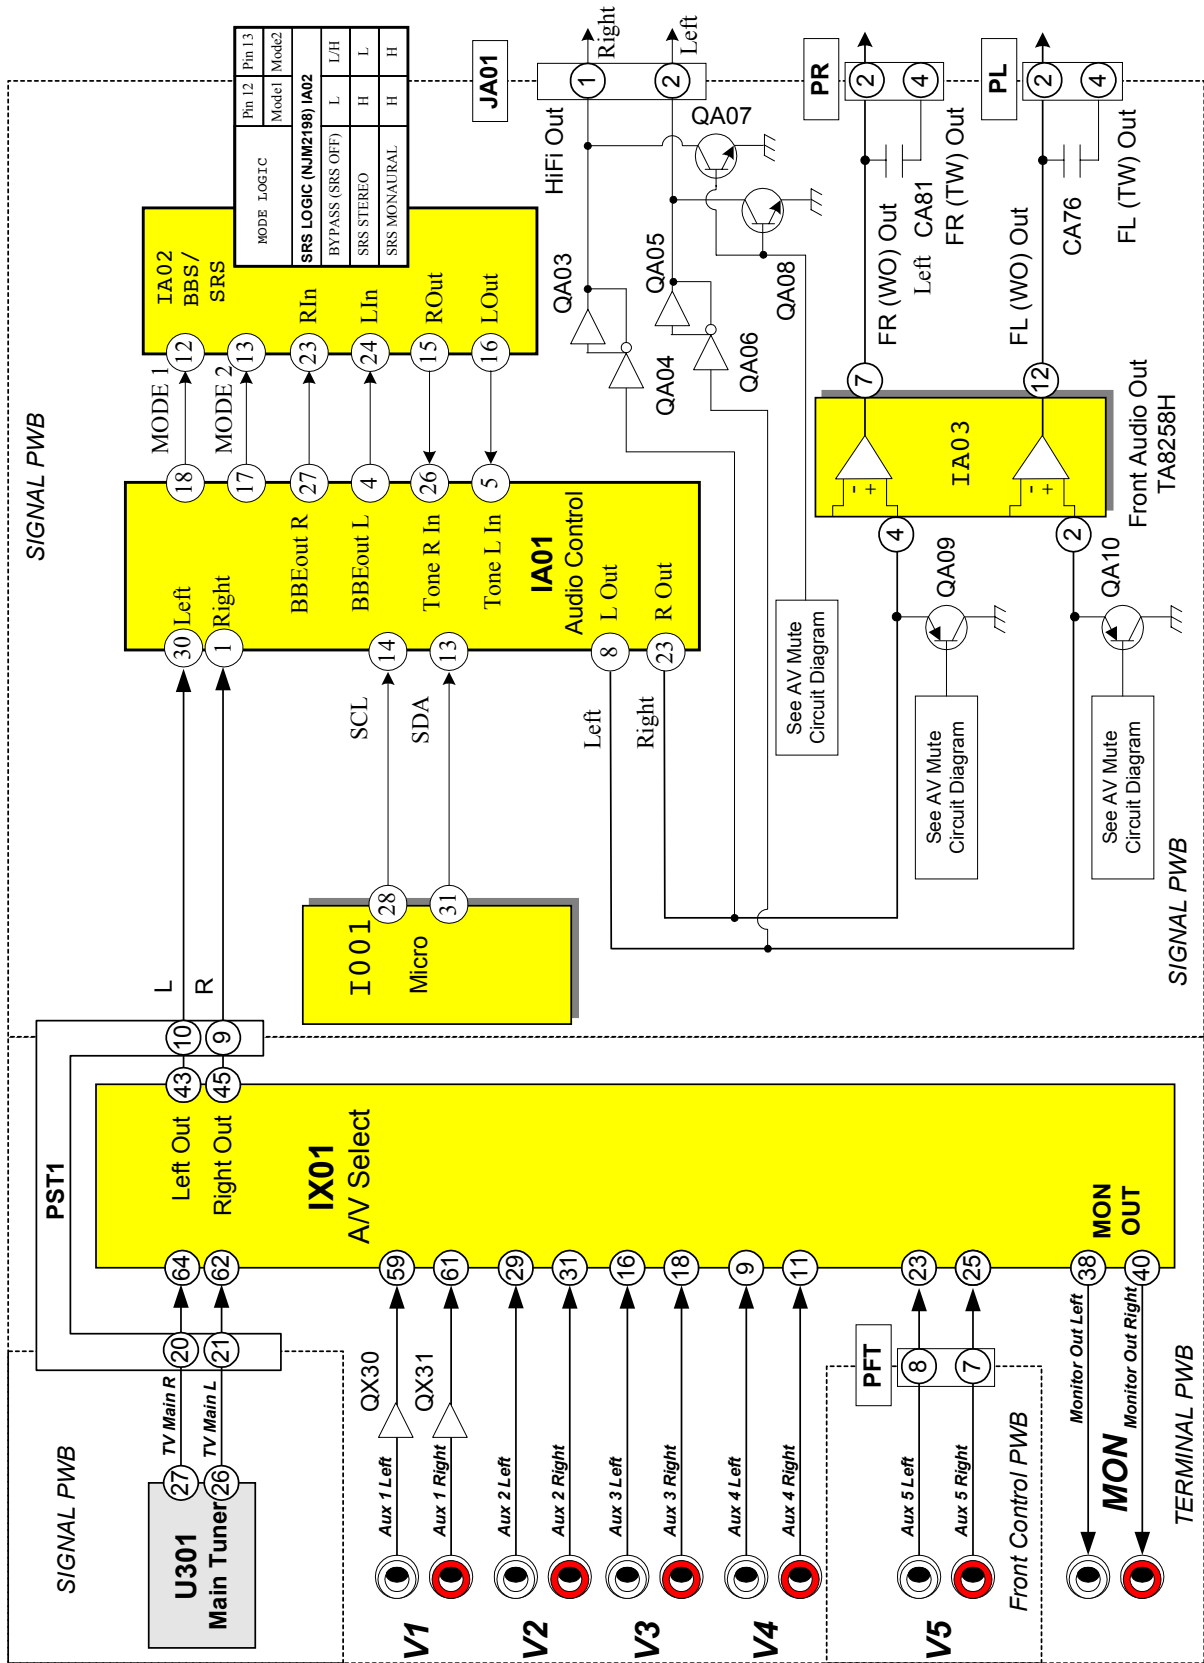 SIGNAL PWB
U301
Main Tuner
27
26
TV Main R
TV Main L
20
21
PST1
64
62
Left Out
Right Out
43
45
10
9
L
R
IX01
A/V Select
V1
Aux 1 Left
QX30
59
Aux 1 Right
QX31
61
V2
Aux 2 Left
29
Aux 2 Right
31
V3
Aux 3 Left
16
Aux 3 Right
18
V4
Aux 4 Left
9
Aux 4 Right
11
V5
Aux 5 Left
8
23
Aux 5 Right
7
25
PFT
Front Control PWB
MON
OUT
38
40
Monitor Out Left
Monitor Out Right
MON
TERMINAL PWB
SIGNAL PWB
30
Left
1
Right
IA01
Audio Control
18
MODE 1
12
17
MODE 2
13
BBEout R
27
23
RIn
BBEout L
4
24
LIn
Tone R In
26
15
ROut
Tone L In
5
16
LOut
IA02
BBS/
SRS
MODE LOGIC
Pin 12
Pin 13
Mode1
Mode2
SRS LOGIC (NJM2198) IA02
BYPASS (SRS OFF)
L
L/H
SRS STEREO
H
L
SRS MONAURAL
H
H
I001
Micro
28
SCL
14
31
SDA
13
8
L Out
23
R Out
Left
Right
QA03
QA04
QA05
QA06
QA07
QA08
HiFi Out
JA01
1
Right
2
Left
See AV Mute
Circuit Diagram
4
QA09
See AV Mute
Circuit Diagram
2
QA10
See AV Mute
Circuit Diagram
IA03
-
+
-
+
7
12
Front Audio Out
TA8258H
FR (WO) Out
Left
CA81
FR (TW) Out
PR
2
4
FL (WO) Out
CA76
FL (TW) Out
PL
2
4
SIGNAL PWB